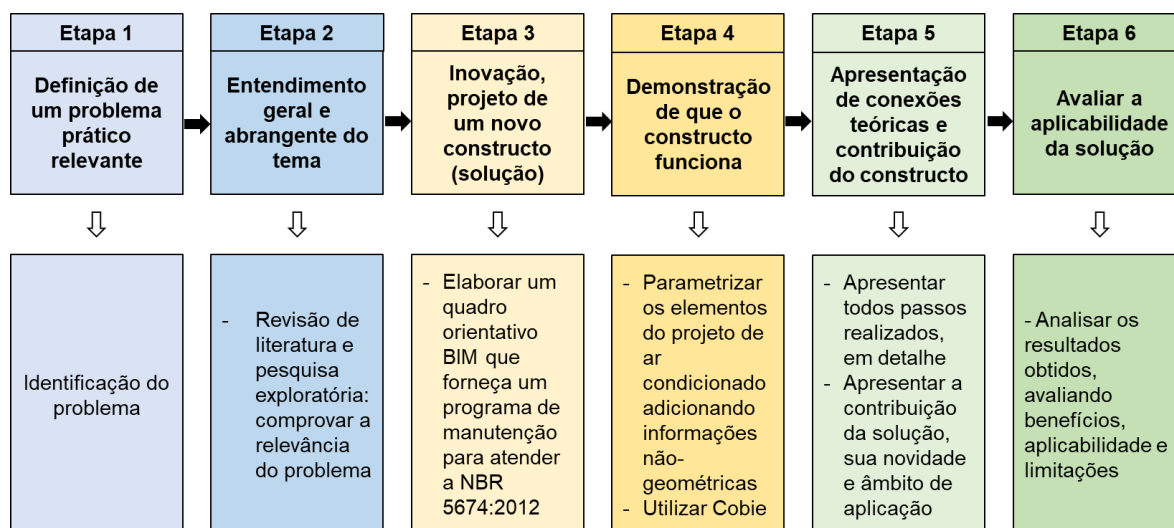 Etapa 1
Definição de
um problema
prático
relevante
Identificação do
problema
Etapa 2
Entendimento
geral e
abrangente do
tema
- Revisão de
literatura e
pesquisa
exploratória:
comprovar a
relevância
do problema
Etapa 3
Inovação,
projeto de
um novo
constructo
(solução)
- Elaborar um
quadro
orientativo
BIM que
forneça um
programa de
manutenção
para atender
a NBR
5674:2012
Etapa 4
Demonstração
de que o
constructo
funciona
- Parametrizar
os elementos
do projeto de
ar
condicionado
adicionando
informações
não-
geométricas
- Utilizar Cobie
Etapa 5
Apresentação
de conexões
teóricas e
contribuição
do constructo
- Apresentar
todos passos
realizados,
em detalhe
- Apresentar a
contribuição
da solução,
sua novidade
e âmbito de
aplicação
Etapa 6
Avaliar a
aplicabilidade
da solução
- Analisar os
resultados
obtidos,
avaliando
benefícios,
aplicabilidade e
limitações